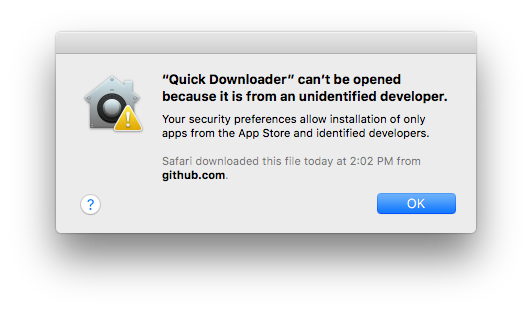 “Quick Downloader” can’t be opened
because it is from an unidentified developer.
Your security preferences allow installation of only
apps from the App Store and identified developers.
Safari downloaded this file today at 2:02 PM from
github.com.
?
OK